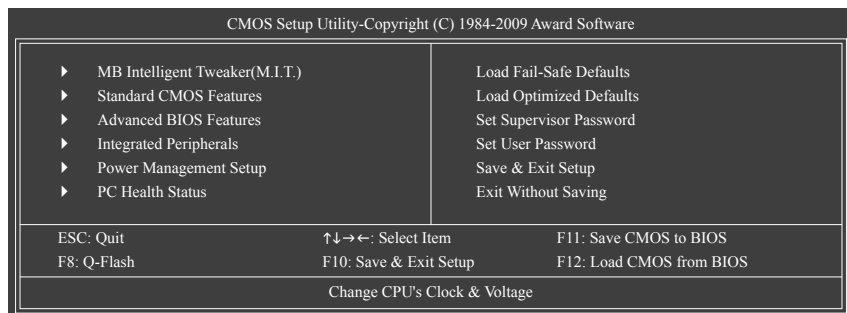 CMOS Setup Utility-Copyright (C) 1984-2009 Award Software
MB Intelligent Tweaker(M.I.T.)
Standard CMOS Features
Advanced BIOS Features
Integrated Peripherals
Power Management Setup
PC Health Status
Load Fail-Safe Defaults
Load Optimized Defaults
Set Supervisor Password
Set User Password
Save & Exit Setup
Exit Without Saving
ESC: Quit ↑↓→←: Select Item F11: Save CMOS to BIOS
F8: Q-Flash F10: Save & Exit Setup F12: Load CMOS from BIOS
Change CPU's Clock & Voltage